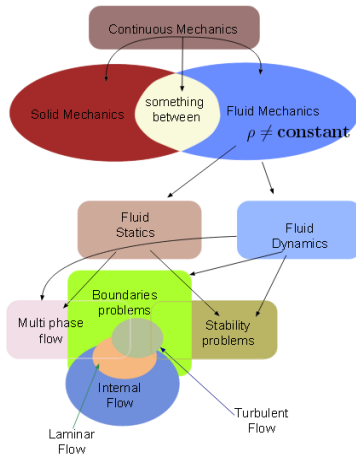 Continuous Mechanics
something
between
Solid Mechanics
Fluid Mechanics
ρ ≠ constant
Fluid
Statics
Fluid
Dynamics
Boundaries
problems
Multi phase
flow
Stability
problems
Internal
Flow
Turbulent
Flow
Laminar
Flow